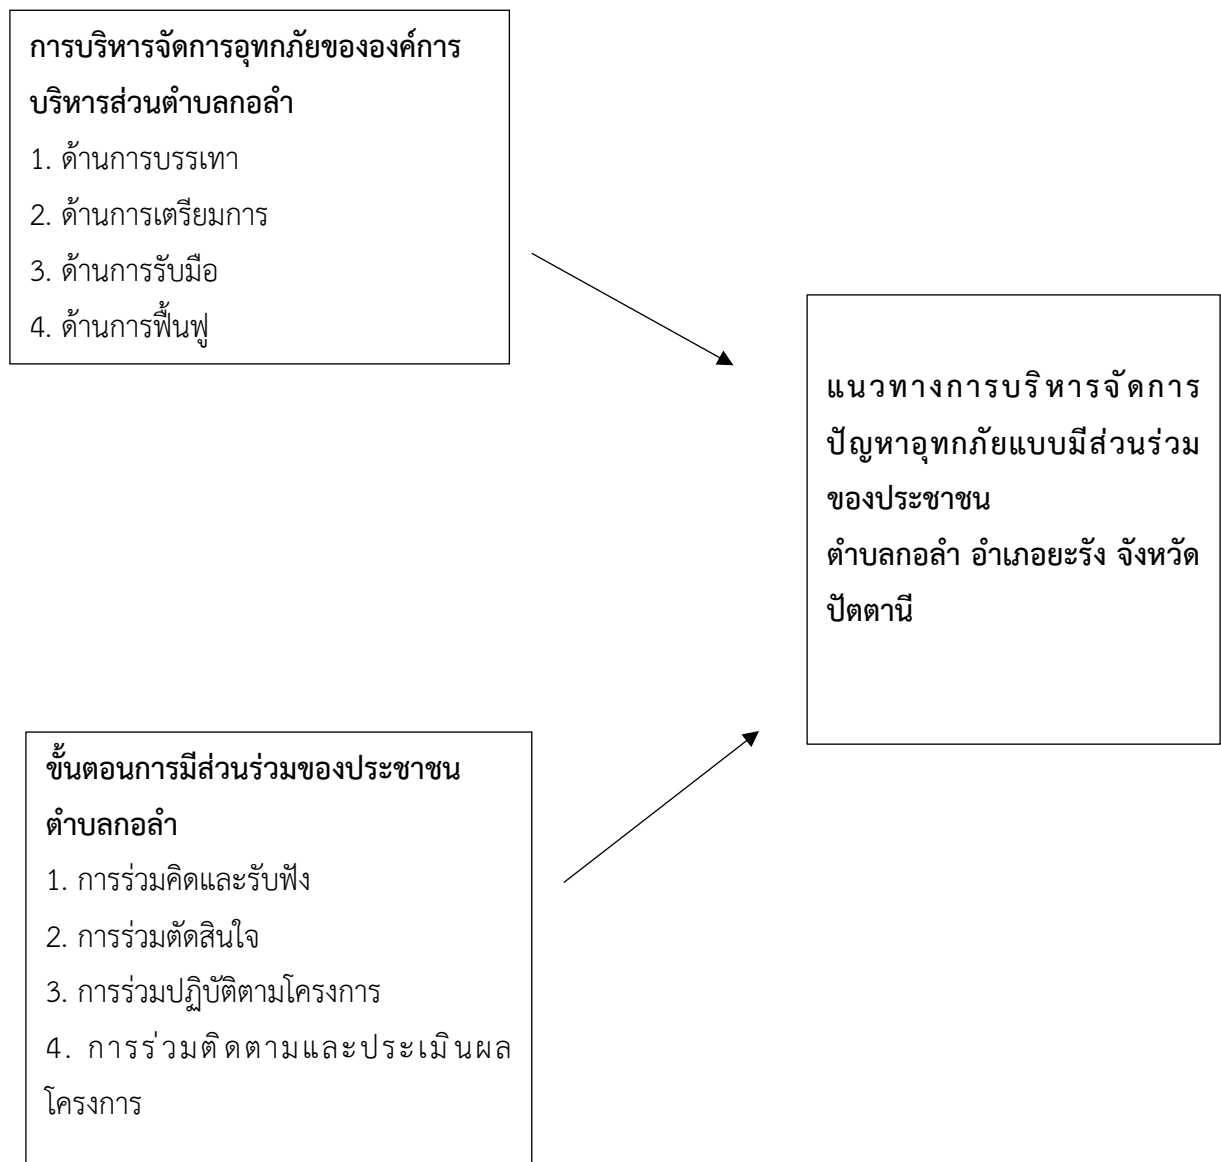 การบริหารจัดการอุทกภัยขององค์การ
บริหารส่วนตำบลกอลำ
1. ด้านการบรรเทา
2. ด้านการเตรียมการ
3. ด้านการรับมือ
4. ด้านการฟื้นฟู
แนวทางการบริหารจัดการ
ปัญหาอุทกภัยแบบมีส่วนร่วม
ของประชาชน
ตำบลกอลำ อำเภอยะรัง จังหวัด
ปัตตานี
ขั้นตอนการมีส่วนร่วมของประชาชน
ตำบลกอลำ
1. การร่วมคิดและรับฟัง
2. การร่วมตัดสินใจ
3. การร่วมปฏิบัติตามโครงการ
4. การร่วมติดตามและประเมินผล
โครงการ